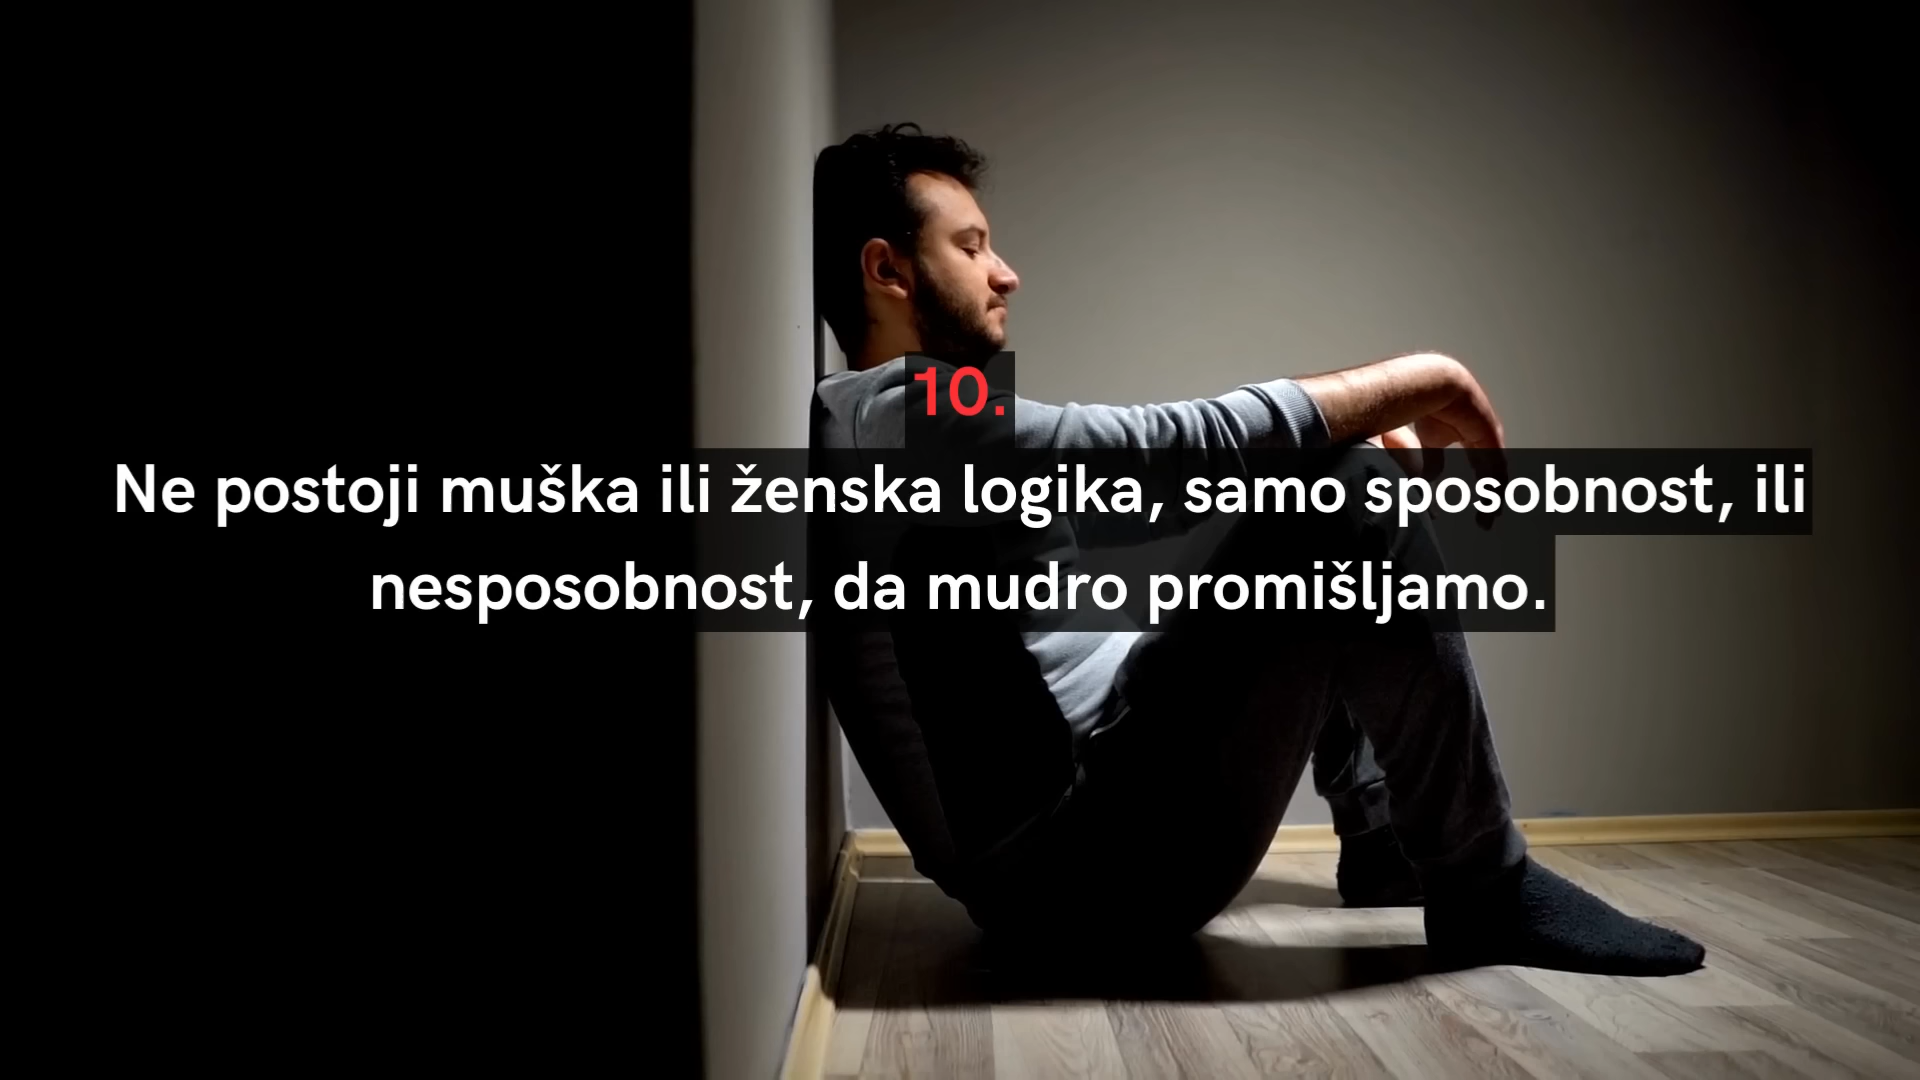 10.
Ne postoji muška ili ženska logika, samo sposobnost, ili
nesposobnost, da mudro promišljamo.